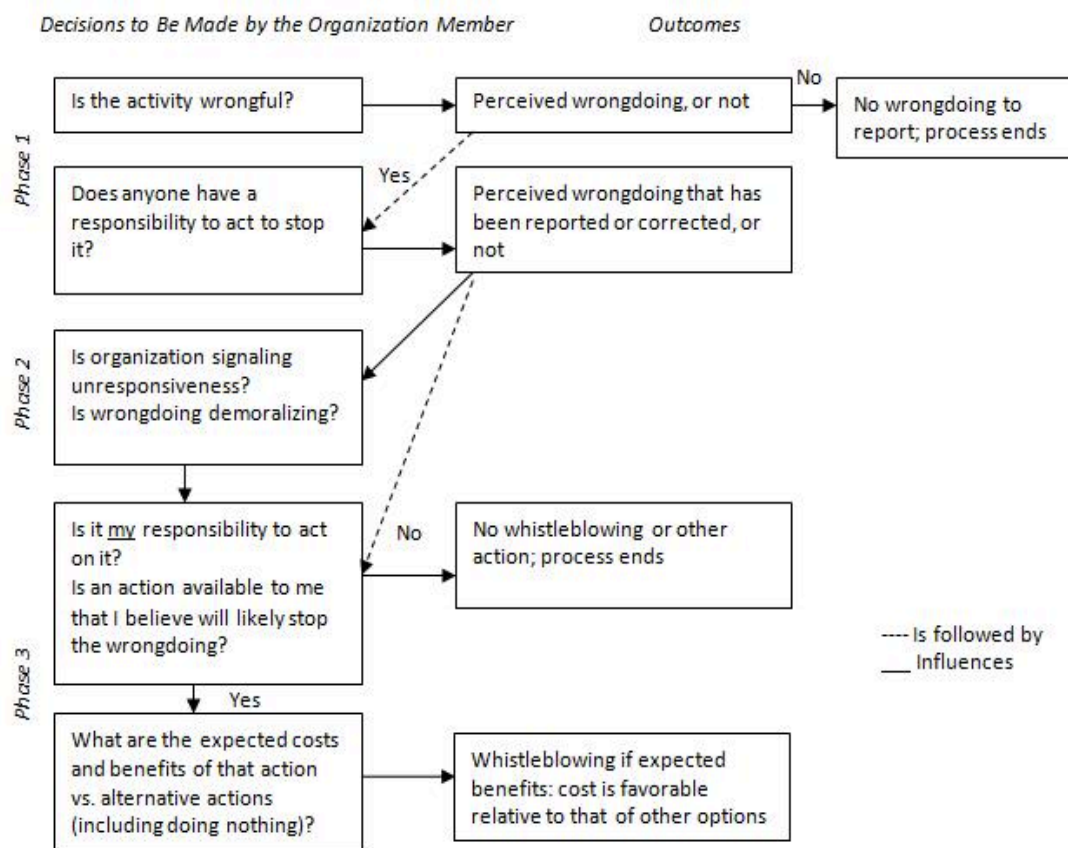 Decisions to Be Made by the Organization Member
Outcomes
Phase 1
Is the activity wrongful?
Perceived wrongdoing, or not
No
No wrongdoing to
report; process ends
Yes
Does anyone have a
responsibility to act to stop
it?
Perceived wrongdoing that has
been reported or corrected, or
not
Phase 2
Is organization signaling
unresponsiveness?
Is wrongdoing demoralizing?
Phase 3
Is it my responsibility to act
on it?
Is an action available to me
that I believe will likely stop
the wrongdoing?
No
No whistleblowing or other
action; process ends
---- Is followed by
___ Influences
Yes
What are the expected costs
and benefits of that action
vs. alternative actions
(including doing nothing)?
Whistleblowing if expected
benefits: cost is favorable
relative to that of other options